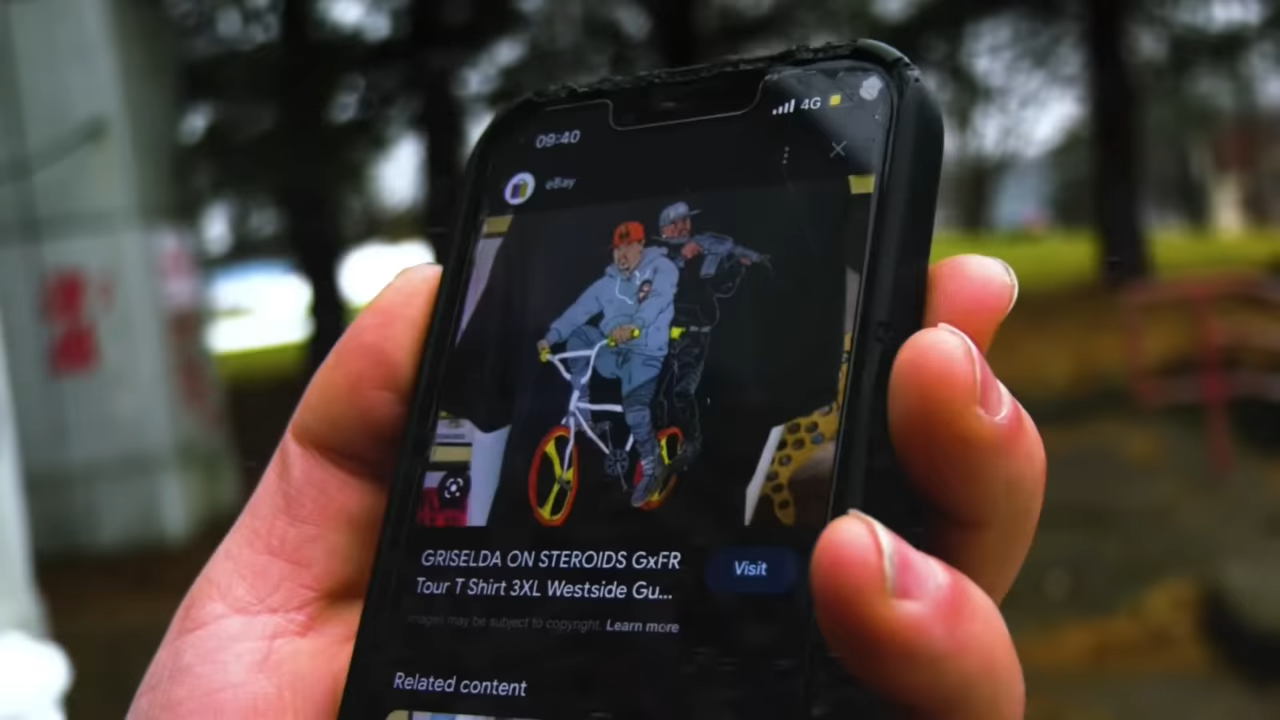 09:40
4G
eBay
GRISELDA ON STEROIDS GxFR
Tour T Shirt 3XL Westside Gu...
Visit
Images may be subject to copyright. Learn more
Related content